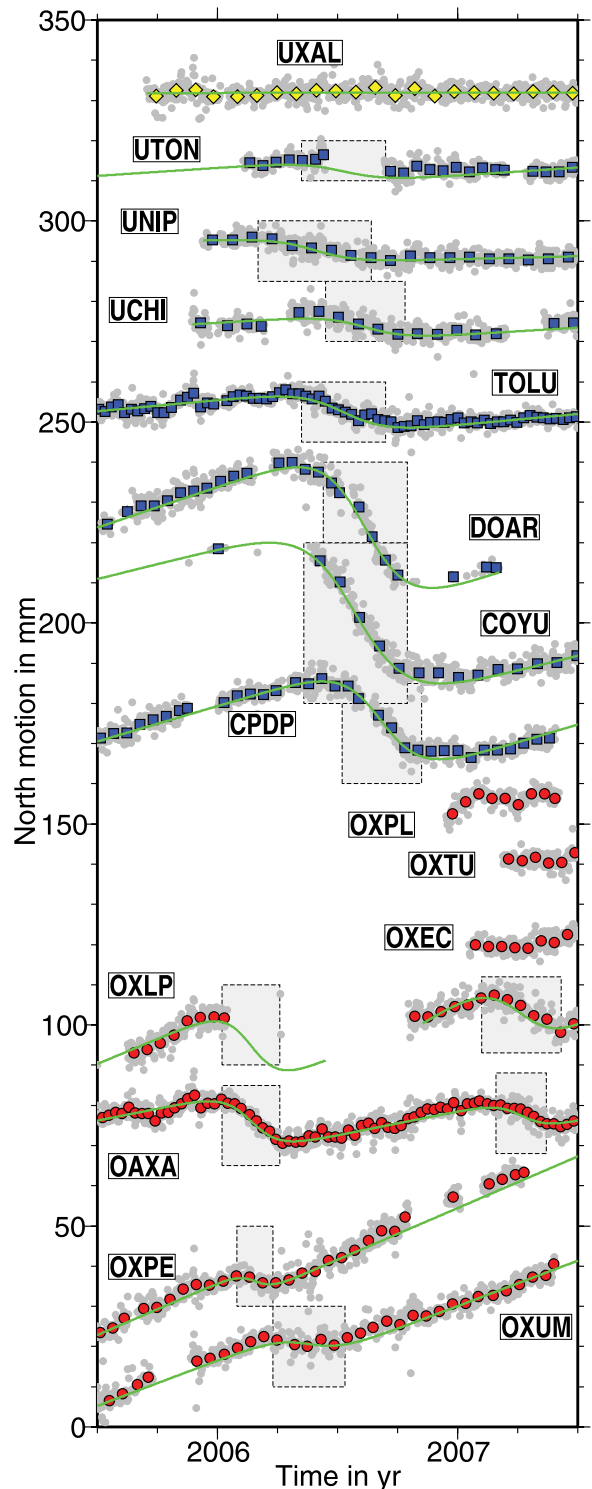 350
UXAL
UTON
300
UNIP
UCHI
TOLU
250
DOAR
200
COYU
CPDP
North motion in mm
OXPL
150
OXTU
OXEC
OXLP
100
OAXA
50
OXPE
OXUM
0
2006
2007
Time in yr